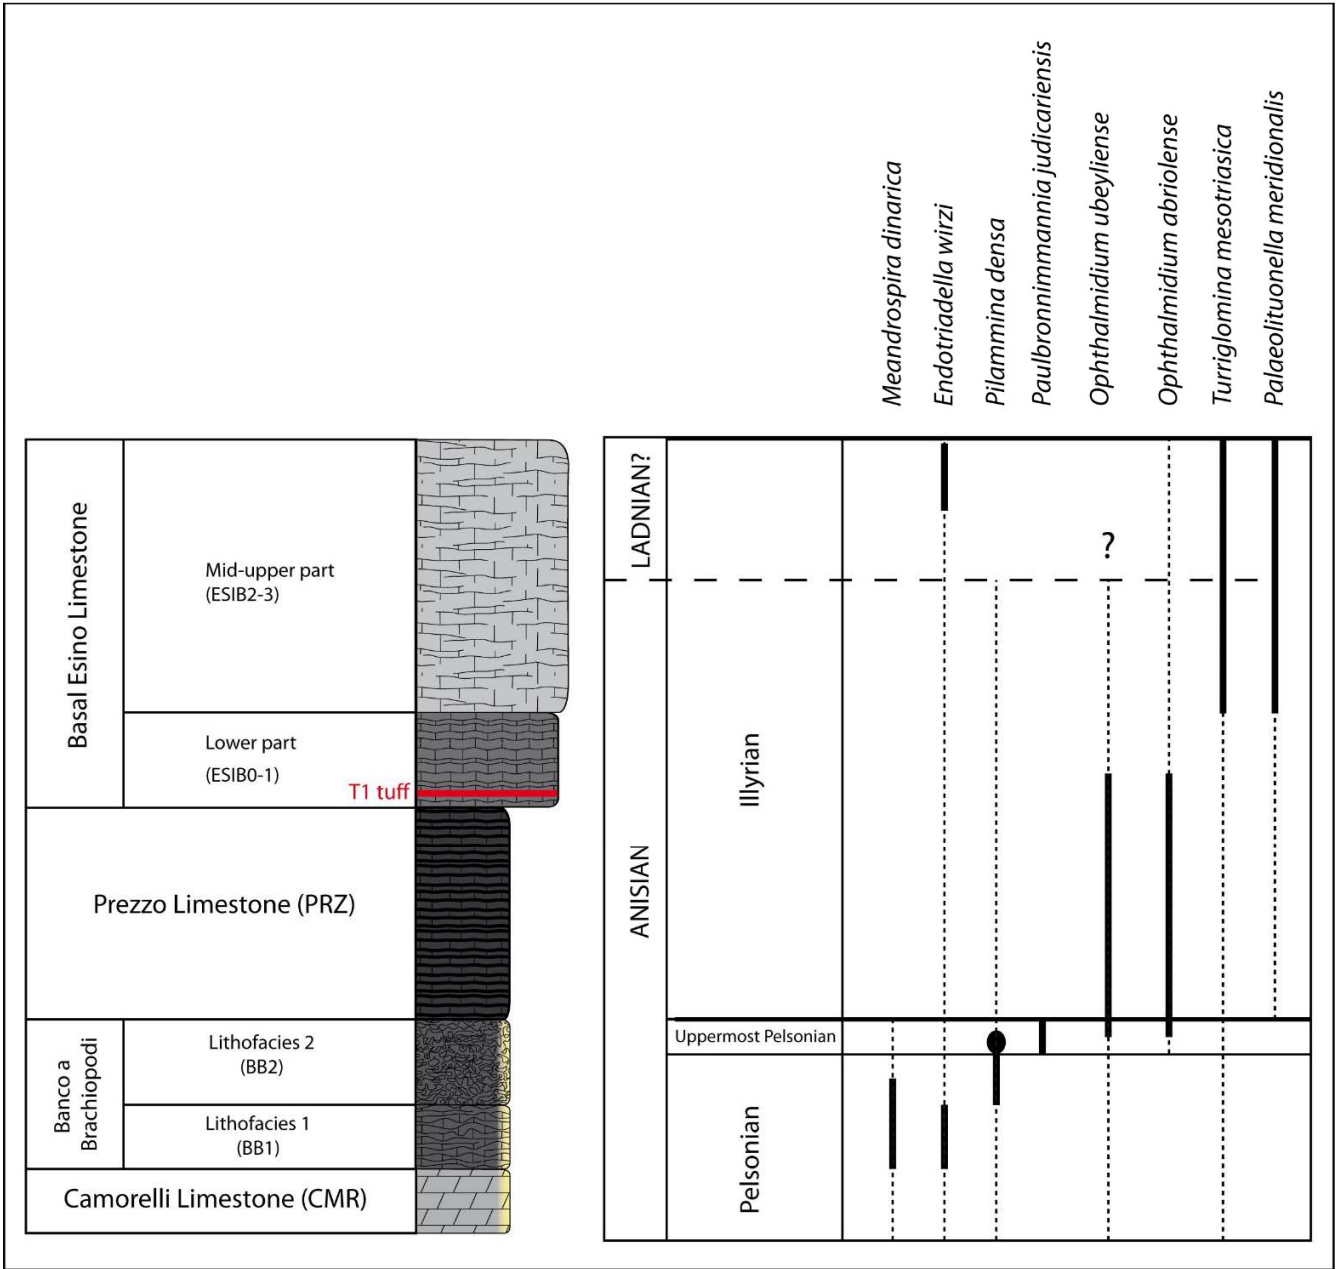 Meandrospira dinarica
Endotriadella wirzi
Pilammina densa
Paulbronnimmannia judicariensis
Ophthalmidium ubeyliense
Ophthalmidium abriolense
Turriglomina mesotriasica
Palaeolituonella meridionalis
Basal Esino Limestone
Mid-upper part
(ESIB2-3)
Lower part
(ESIB0-1)
T1 tuff
Prezzo Limestone (PRZ)
Banco a
Brachiopodi
Lithofacies 2
(BB2)
Lithofacies 1
(BB1)
Camorelli Limestone (CMR)
LADNIAN?
ANISIAN
Illyrian
Uppermost Pelsonian
Pelsonian
?